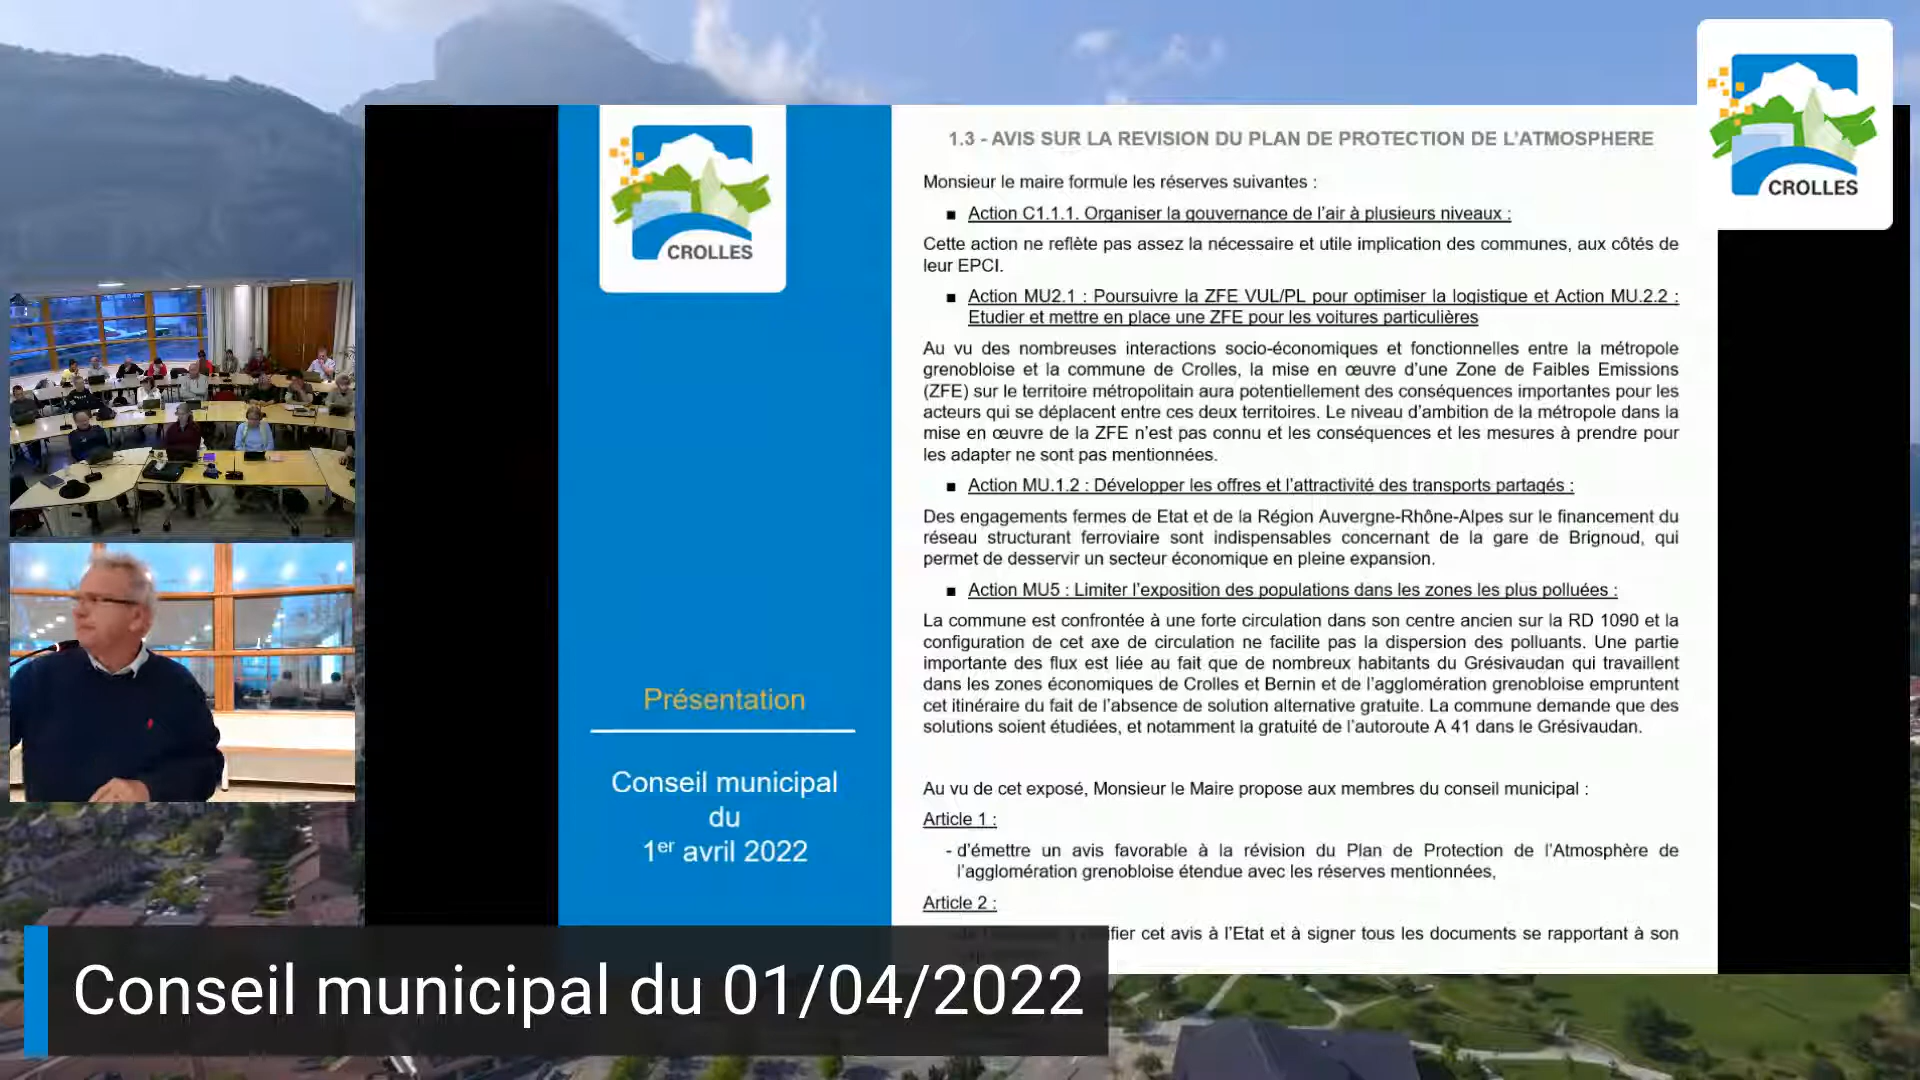 CROLLES
CROLLES
Présentation
Conseil municipal
du
1er avril 2022
1.3 - AVIS SUR LA REVISION DU PLAN DE PROTECTION DE L'ATMOSPHERE
Monsieur le maire formule les réserves suivantes :
■ Action C1.1.1. Organiser la gouvernance de l'air à plusieurs niveaux :
Cette action ne reflète pas assez la nécessaire et utile implication des communes, aux côtés de
leur EPCI.
■ Action MU2.1 : Poursuivre la ZFE VUL/PL pour optimiser la logistique et Action MU.2.2 :
Etudier et mettre en place une ZFE pour les voitures particulières
Au vu des nombreuses interactions socio-économiques et fonctionnelles entre la métropole
grenobloise et la commune de Crolles, la mise en œuvre d'une Zone de Faibles Emissions
(ZFE) sur le territoire métropolitain aura potentiellement des conséquences importantes pour les
acteurs qui se déplacent entre ces deux territoires. Le niveau d'ambition de la métropole dans la
mise en œuvre de la ZFE n'est pas connu et les conséquences et les mesures à prendre pour
les adapter ne sont pas mentionnées.
■ Action MU.1.2 : Développer les offres et l'attractivité des transports partagés :
Des engagements fermes de Etat et de la Région Auvergne-Rhône-Alpes sur le financement du
réseau structurant ferroviaire sont indispensables concernant de la gare de Brignoud, qui
permet de desservir un secteur économique en pleine expansion.
■ Action MU5 : Limiter l'exposition des populations dans les zones les plus polluées :
La commune est confrontée à une forte circulation dans son centre ancien sur la RD 1090 et la
configuration de cet axe de circulation ne facilite pas la dispersion des polluants. Une partie
importante des flux est liée au fait que de nombreux habitants du Grésivaudan qui travaillent
dans les zones économiques de Crolles et Bernin et de l'agglomération grenobloise empruntent
cet itinéraire du fait de l'absence de solution alternative gratuite. La commune demande que des
solutions soient étudiées, et notamment la gratuité de l'autoroute A 41 dans le Grésivaudan.
Au vu de cet exposé, Monsieur le Maire propose aux membres du conseil municipal :
Article 1 :
- d'émettre un avis favorable à la révision du Plan de Protection de l'Atmosphère de
l'agglomération grenobloise étendue avec les réserves mentionnées,
Article 2 :
ifier cet avis à l'Etat et à signer tous les documents se rapportant à son
Conseil municipal du 01/04/2022